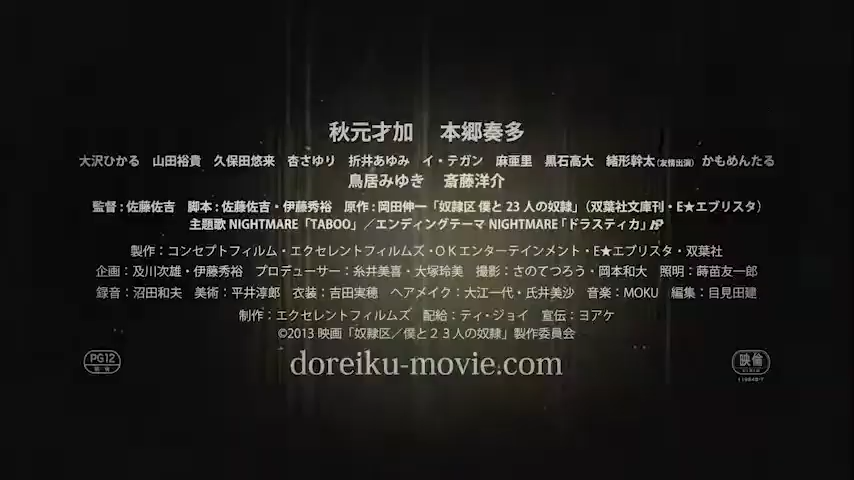 秋元才加 本郷奏多
大沢ひかる 山田裕貴 久保田悠来 杏さゆり 折井あゆみ イ・テガン 麻亜里 黒石高大 緒形幹太(友情出演) かもめんたる
鳥居みゆき 斎藤洋介
監督:佐藤佐吉 脚本:佐藤佐吉・伊藤秀裕 原作:岡田伸一「奴隷区 僕と23人の奴隷」(双葉社文庫刊・E★エブリスタ)
主題歌 NIGHTMARE「TABOO」/エンディングテーマ NIGHTMARE「ドラスティカ」
製作:コンセプトフィルム・エクセレントフィルムズ・OKエンターテインメント・E★エブリスタ・双葉社
企画:及川次雄・伊藤秀裕 プロデューサー:糸井美喜・大塚玲美 撮影:さのてつろう・岡本和大 照明:蒔苗友一郎
録音:沼田和夫 美術:平井淳郎 衣装:吉田実穂 ヘアメイク:大江一代・氏井美沙 音楽:MOKU 編集:目見田建
制作:エクセレントフィルムズ 配給:ティ・ジョイ 宣伝:ヨアケ
©2013 映画「奴隷区/僕と23人の奴隷」製作委員会
PG12
映倫
doreiku-movie.com